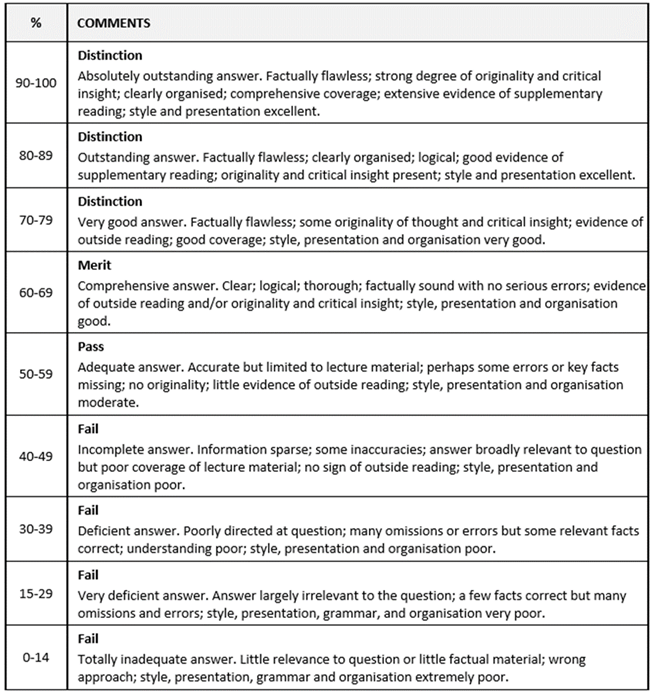 % COMMENTS
Distinction
90-100
Absolutely outstanding answer. Factually flawless; strong degree of originality and critical
insight; clearly organised; comprehensive coverage; extensive evidence of supplementary
reading; style and presentation excellent.
Distinction
80-89
Outstanding answer. Factually flawless; clearly organised; logical; good evidence of
supplementary reading; originality and critical insight present; style and presentation excellent.
Distinction
70-79
Very good answer. Factually flawless; some originality of thought and critical insight; evidence of
outside reading; good coverage; style, presentation and organisation very good.
Merit
60-69
Comprehensive answer. Clear; logical; thorough; factually sound with no serious errors; evidence
of outside reading and/or originality and critical insight; style, presentation and organisation
good.
Pass
50-59
Adequate answer. Accurate but limited to lecture material; perhaps some errors or key facts
missing; no originality; little evidence of outside reading; style, presentation and organisation
moderate.
Fail
40-49
Incomplete answer. Information sparse; some inaccuracies; answer broadly relevant to question
but poor coverage of lecture material; no sign of outside reading; style, presentation and
organisation poor.
Fail
30-39
Deficient answer. Poorly directed at question; many omissions or errors but some relevant facts
correct; understanding poor; style, presentation and organisation poor.
Fail
15-29
Very deficient answer. Answer largely irrelevant to the question; a few facts correct but many
omissions and errors; style, presentation, grammar, and organisation very poor.
Fail
0-14
Totally inadequate answer. Little relevance to question or little factual material; wrong
approach; style, presentation, grammar and organisation extremely poor.